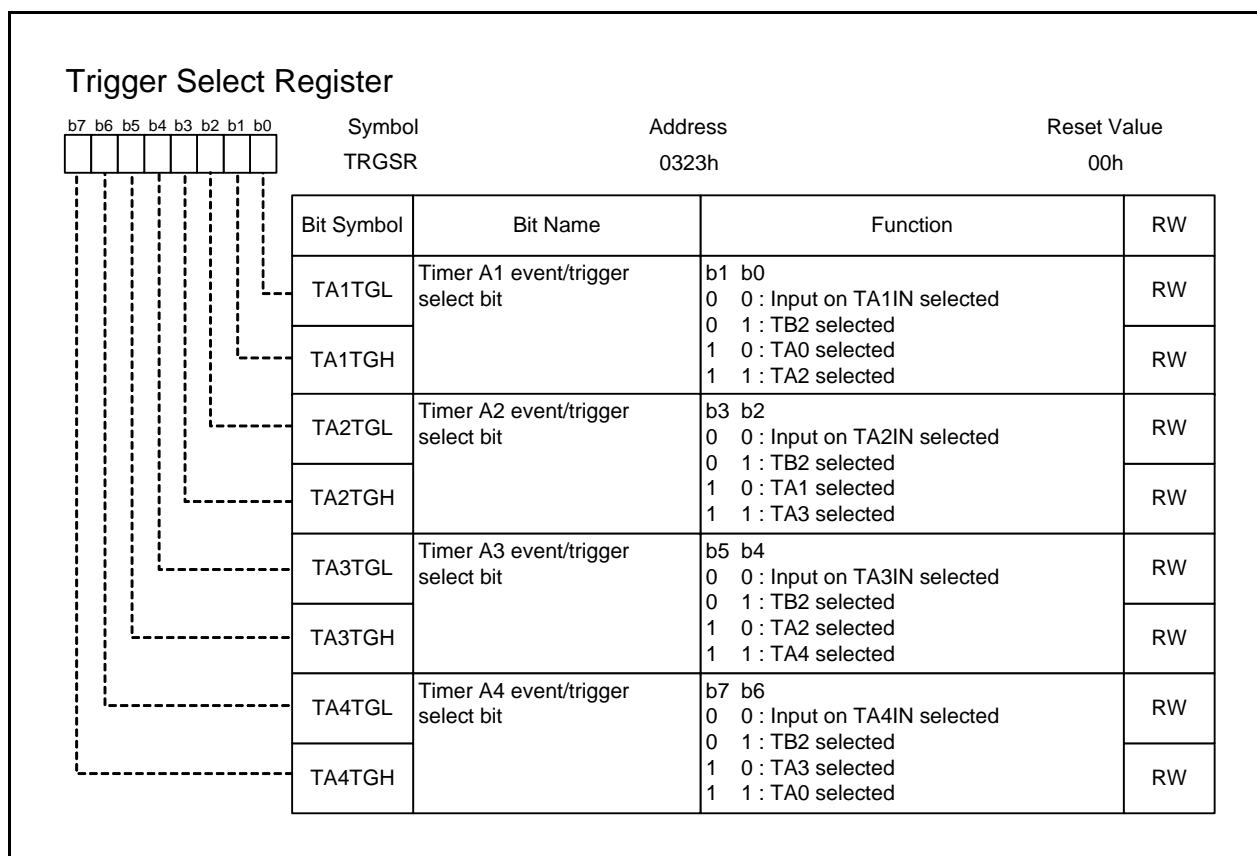 Trigger Select Register
b7 b6 b5 b4 b3 b2 b1 b0
Symbol Address Reset Value
TRGSR 0323h 00h
Bit Symbol Bit Name Function RW
TA1TGL Timer A1 event/trigger select bit b1 b0 RW
0 0 : Input on TA1IN selected
0 1 : TB2 selected
TA1TGH 1 0 : TA0 selected RW
1 1 : TA2 selected
TA2TGL Timer A2 event/trigger select bit b3 b2 RW
0 0 : Input on TA2IN selected
0 1 : TB2 selected
TA2TGH 1 0 : TA1 selected RW
1 1 : TA3 selected
TA3TGL Timer A3 event/trigger select bit b5 b4 RW
0 0 : Input on TA3IN selected
0 1 : TB2 selected
TA3TGH 1 0 : TA2 selected RW
1 1 : TA4 selected
TA4TGL Timer A4 event/trigger select bit b7 b6 RW
0 0 : Input on TA4IN selected
0 1 : TB2 selected
TA4TGH 1 0 : TA3 selected RW
1 1 : TA0 selected